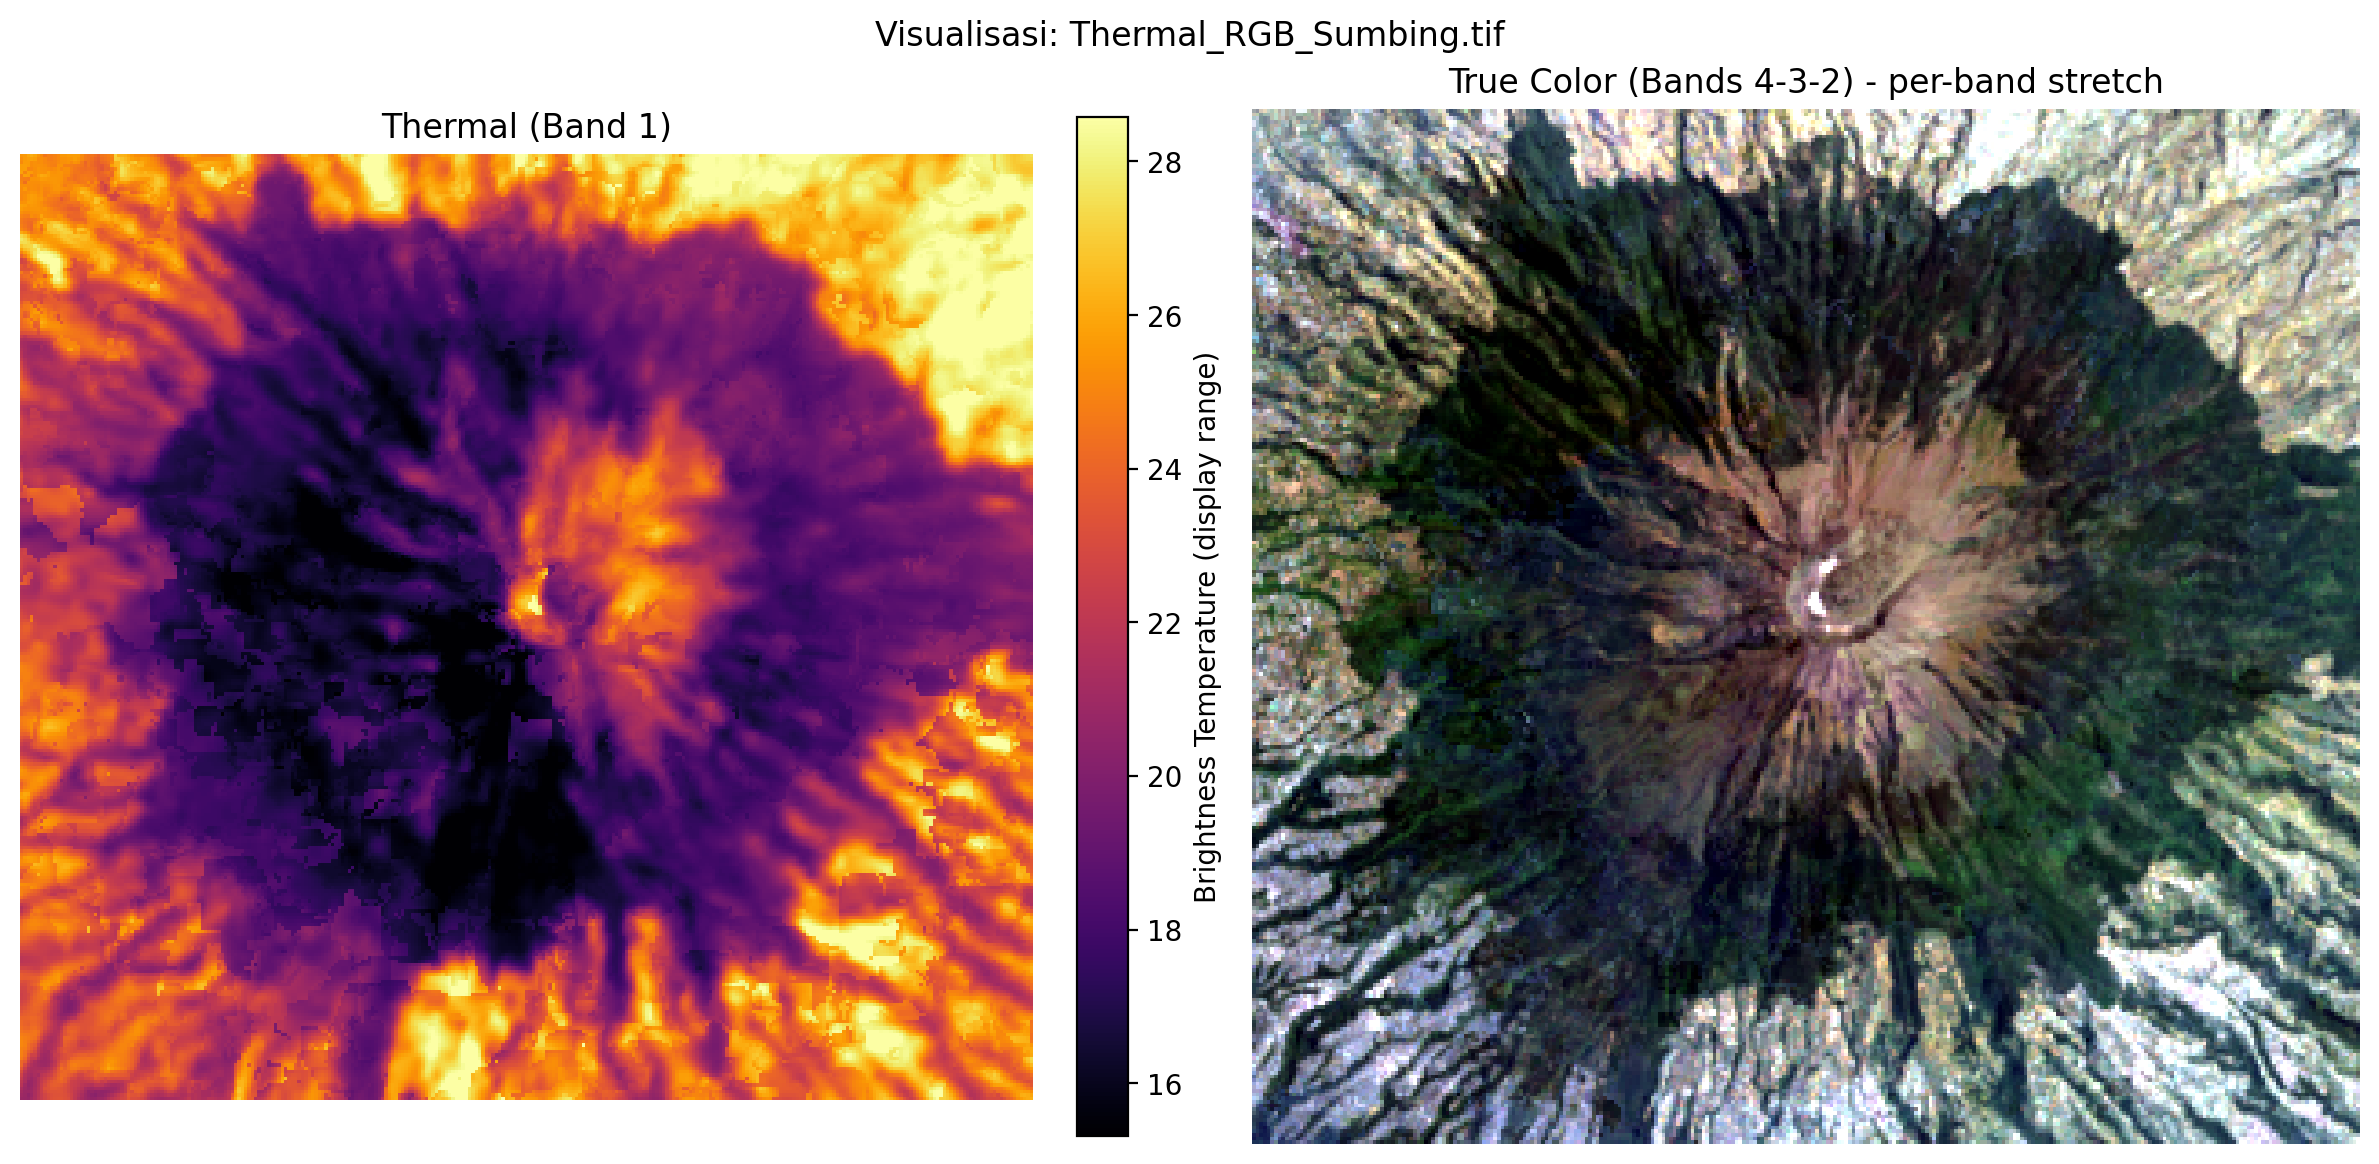 Visualisasi: Thermal_RGB_Sumbing.tif
Thermal (Band 1)
28
26
24
22
20
18
16
Brightness Temperature (display range)
True Color (Bands 4-3-2) - per-band stretch